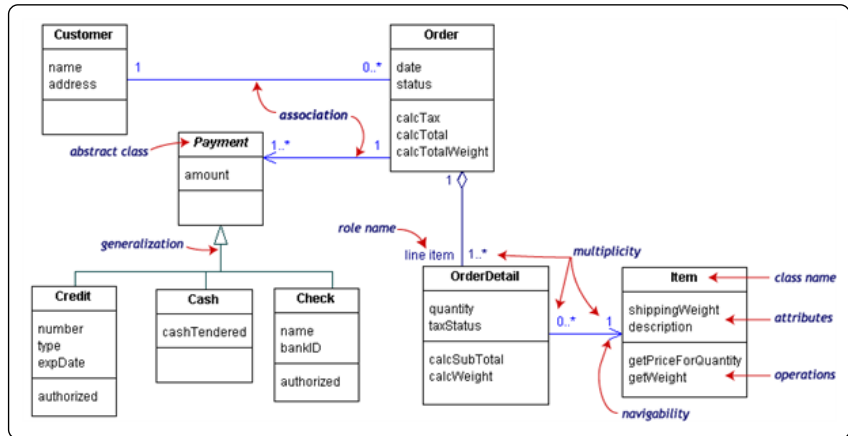 Customer
name
address
1
0..*
Order
date
status
calcTax
calcTotal
calcTotalWeight
association
abstract class
Payment
amount
1..*
1
1
generalization
role name
line item
1..*
multiplicity
Credit
number
type
expDate
authorized
Cash
cashTendered
Check
name
bankID
authorized
OrderDetail
quantity
taxStatus
calcSubTotal
calcWeight
0..*
1
Item
shippingWeight
description
getPriceForQuantity
getWeight
class name
attributes
operations
navigability